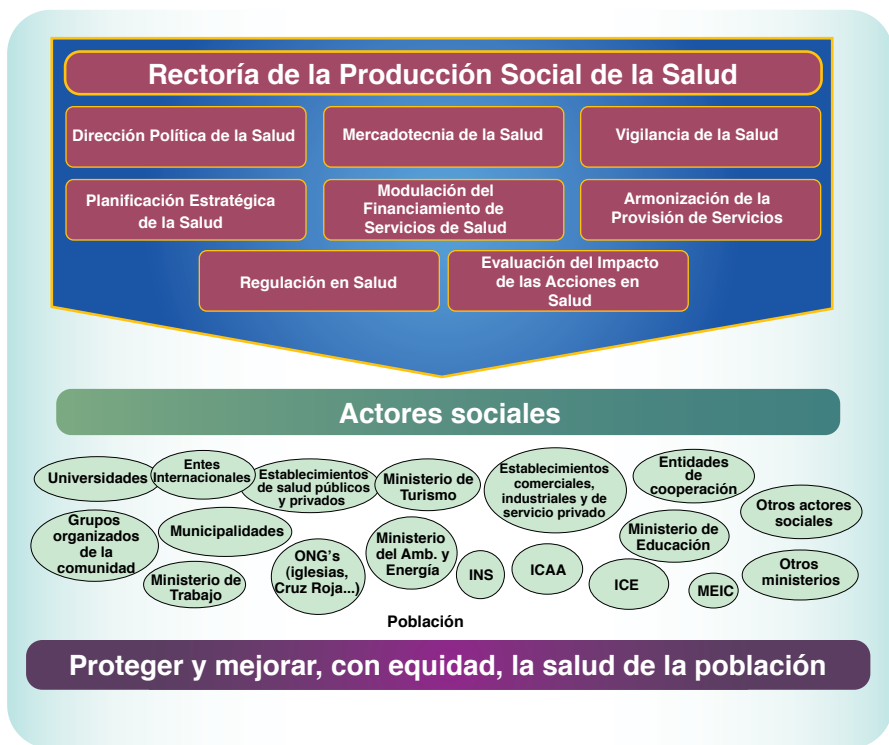 Rectoría de la Producción Social de la Salud
Dirección Política de la Salud
Mercadotecnia de la Salud
Vigilancia de la Salud
Planificación Estratégica
de la Salud
Modulación del
Financiamiento de
Servicios de Salud
Armonización de la
Provisión de Servicios
Regulación en Salud
Evaluación del Impacto
de las Acciones en
Salud
Actores sociales
Universidades
Entes
Internacionales
Establecimientos
de salud públicos
y privados
Ministerio de
Turismo
Establecimientos
comerciales,
industriales y de
servicio privado
Entidades
de
cooperación
Otros actores
sociales
Grupos
organizados
de la
comunidad
Municipalidades
Ministerio de
Trabajo
ONG's
(iglesias,
Cruz Roja...)
Ministerio
del Amb. y
Energía
INS
ICAA
ICE
Ministerio de
Educación
MEIC
Otros
ministerios
Población
Proteger y mejorar, con equidad, la salud de la población